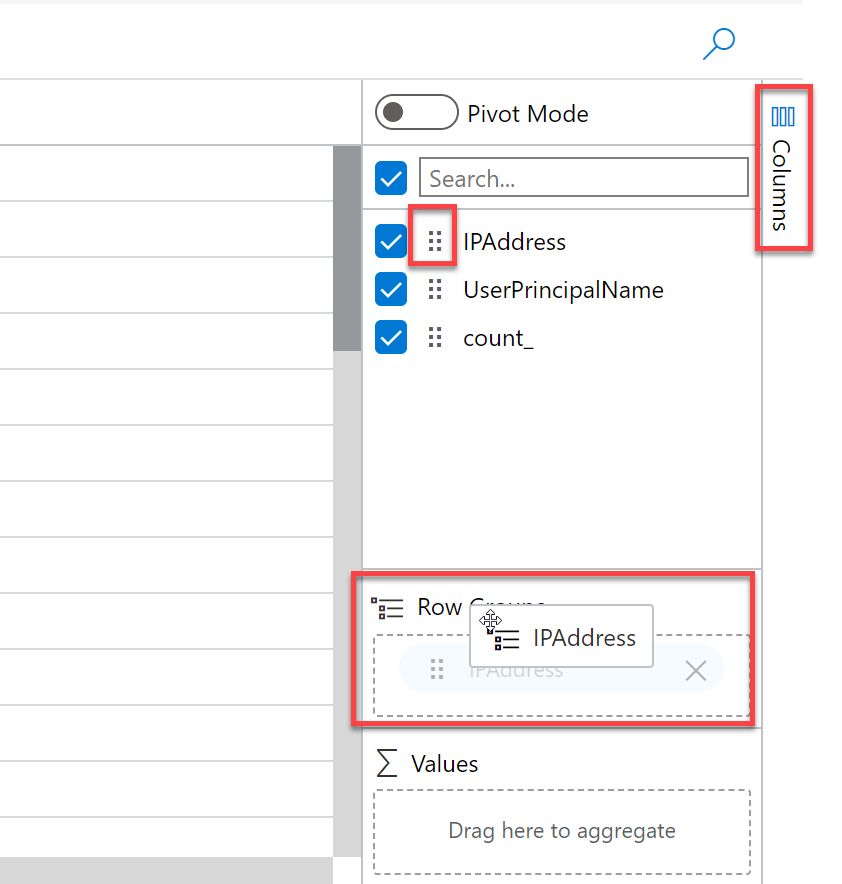 Pivot Mode
Columns
Search...
IPAddress
UserPrincipalName
count_
Row Groups
IPAddress
IPAddress
Values
Drag here to aggregate